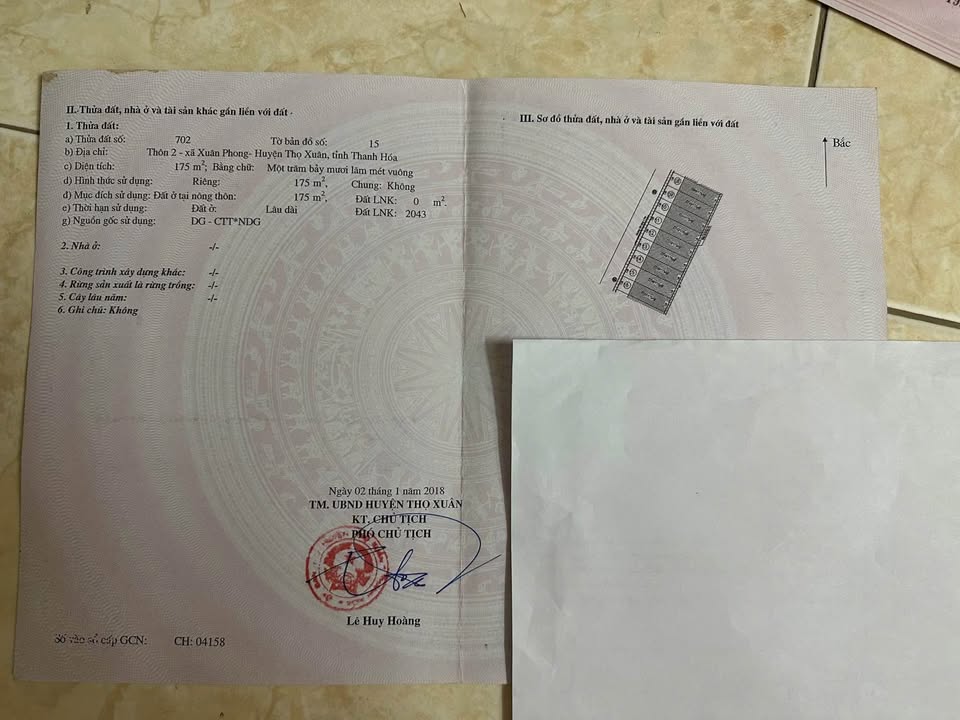 II. Thửa đất, nhà ở và tài sản khác gắn liền với đất
1. Thửa đất:
a) Thửa đất số: 702 Tờ bản đồ số: 15
b) Địa chỉ: Thôn 2 - xã Xuân Phong- Huyện Thọ Xuân, tỉnh Thanh Hóa
c) Diện tích: 175 m²; Bằng chữ: Một trăm bảy mươi lăm mét vuông
d) Hình thức sử dụng: Riêng: 175 m², Chung: Không
đ) Mục đích sử dụng: Đất ở tại nông thôn: 175 m², Đất LNK: 0 m²
e) Thời hạn sử dụng: Đất ở: Lâu dài Đất LNK: 2043
g) Nguồn gốc sử dụng: DG - CTT*NDG
2. Nhà ở: -/-
3. Công trình xây dựng khác: -/-
4. Rừng sản xuất là rừng trồng: -/-
5. Cây lâu năm: -/-
6. Ghi chú: Không
Ngày 02 tháng 1 năm 2018
TM. UBND HUYỆN THỌ XUÂN
KT. CHỦ TỊCH
PHÓ CHỦ TỊCH
Lê Huy Hoàng
Số vào sổ cấp GCN: CH: 04158
III. Sơ đồ thửa đất, nhà ở và tài sản gắn liền với đất
Bắc